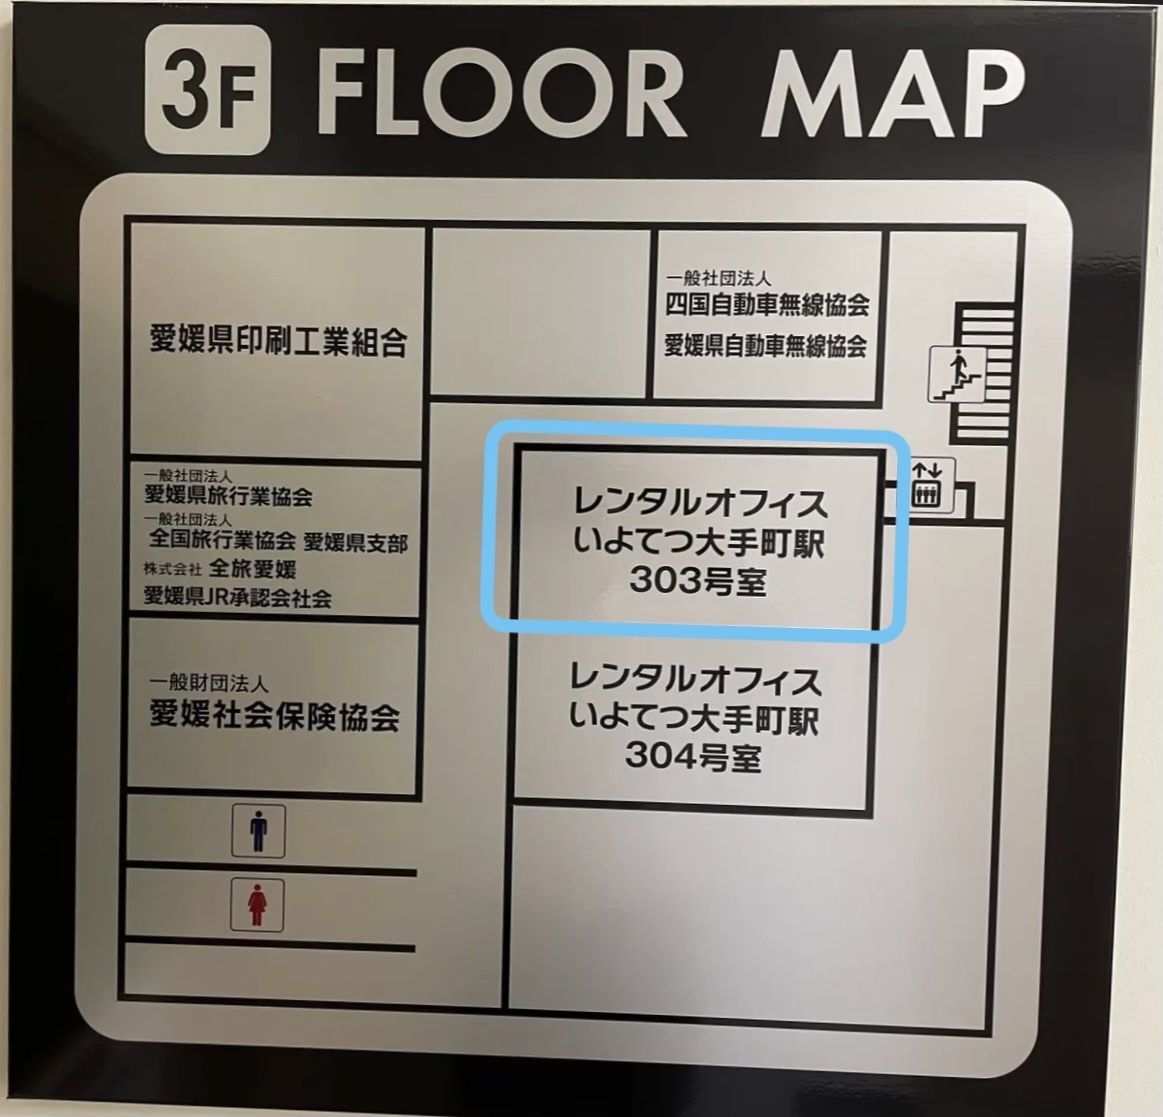 3F FLOOR MAP
愛媛県印刷工業組合
一般社団法人
四国自動車無線協会
愛媛県自動車無線協会
一般社団法人
愛媛県旅行業協会
一般社団法人
全国旅行業協会 愛媛県支部
株式会社 全旅愛媛
愛媛県JR承認会社会
一般財団法人
愛媛社会保険協会
レンタルオフィス
いよてつ大手町駅
303号室
レンタルオフィス
いよてつ大手町駅
304号室